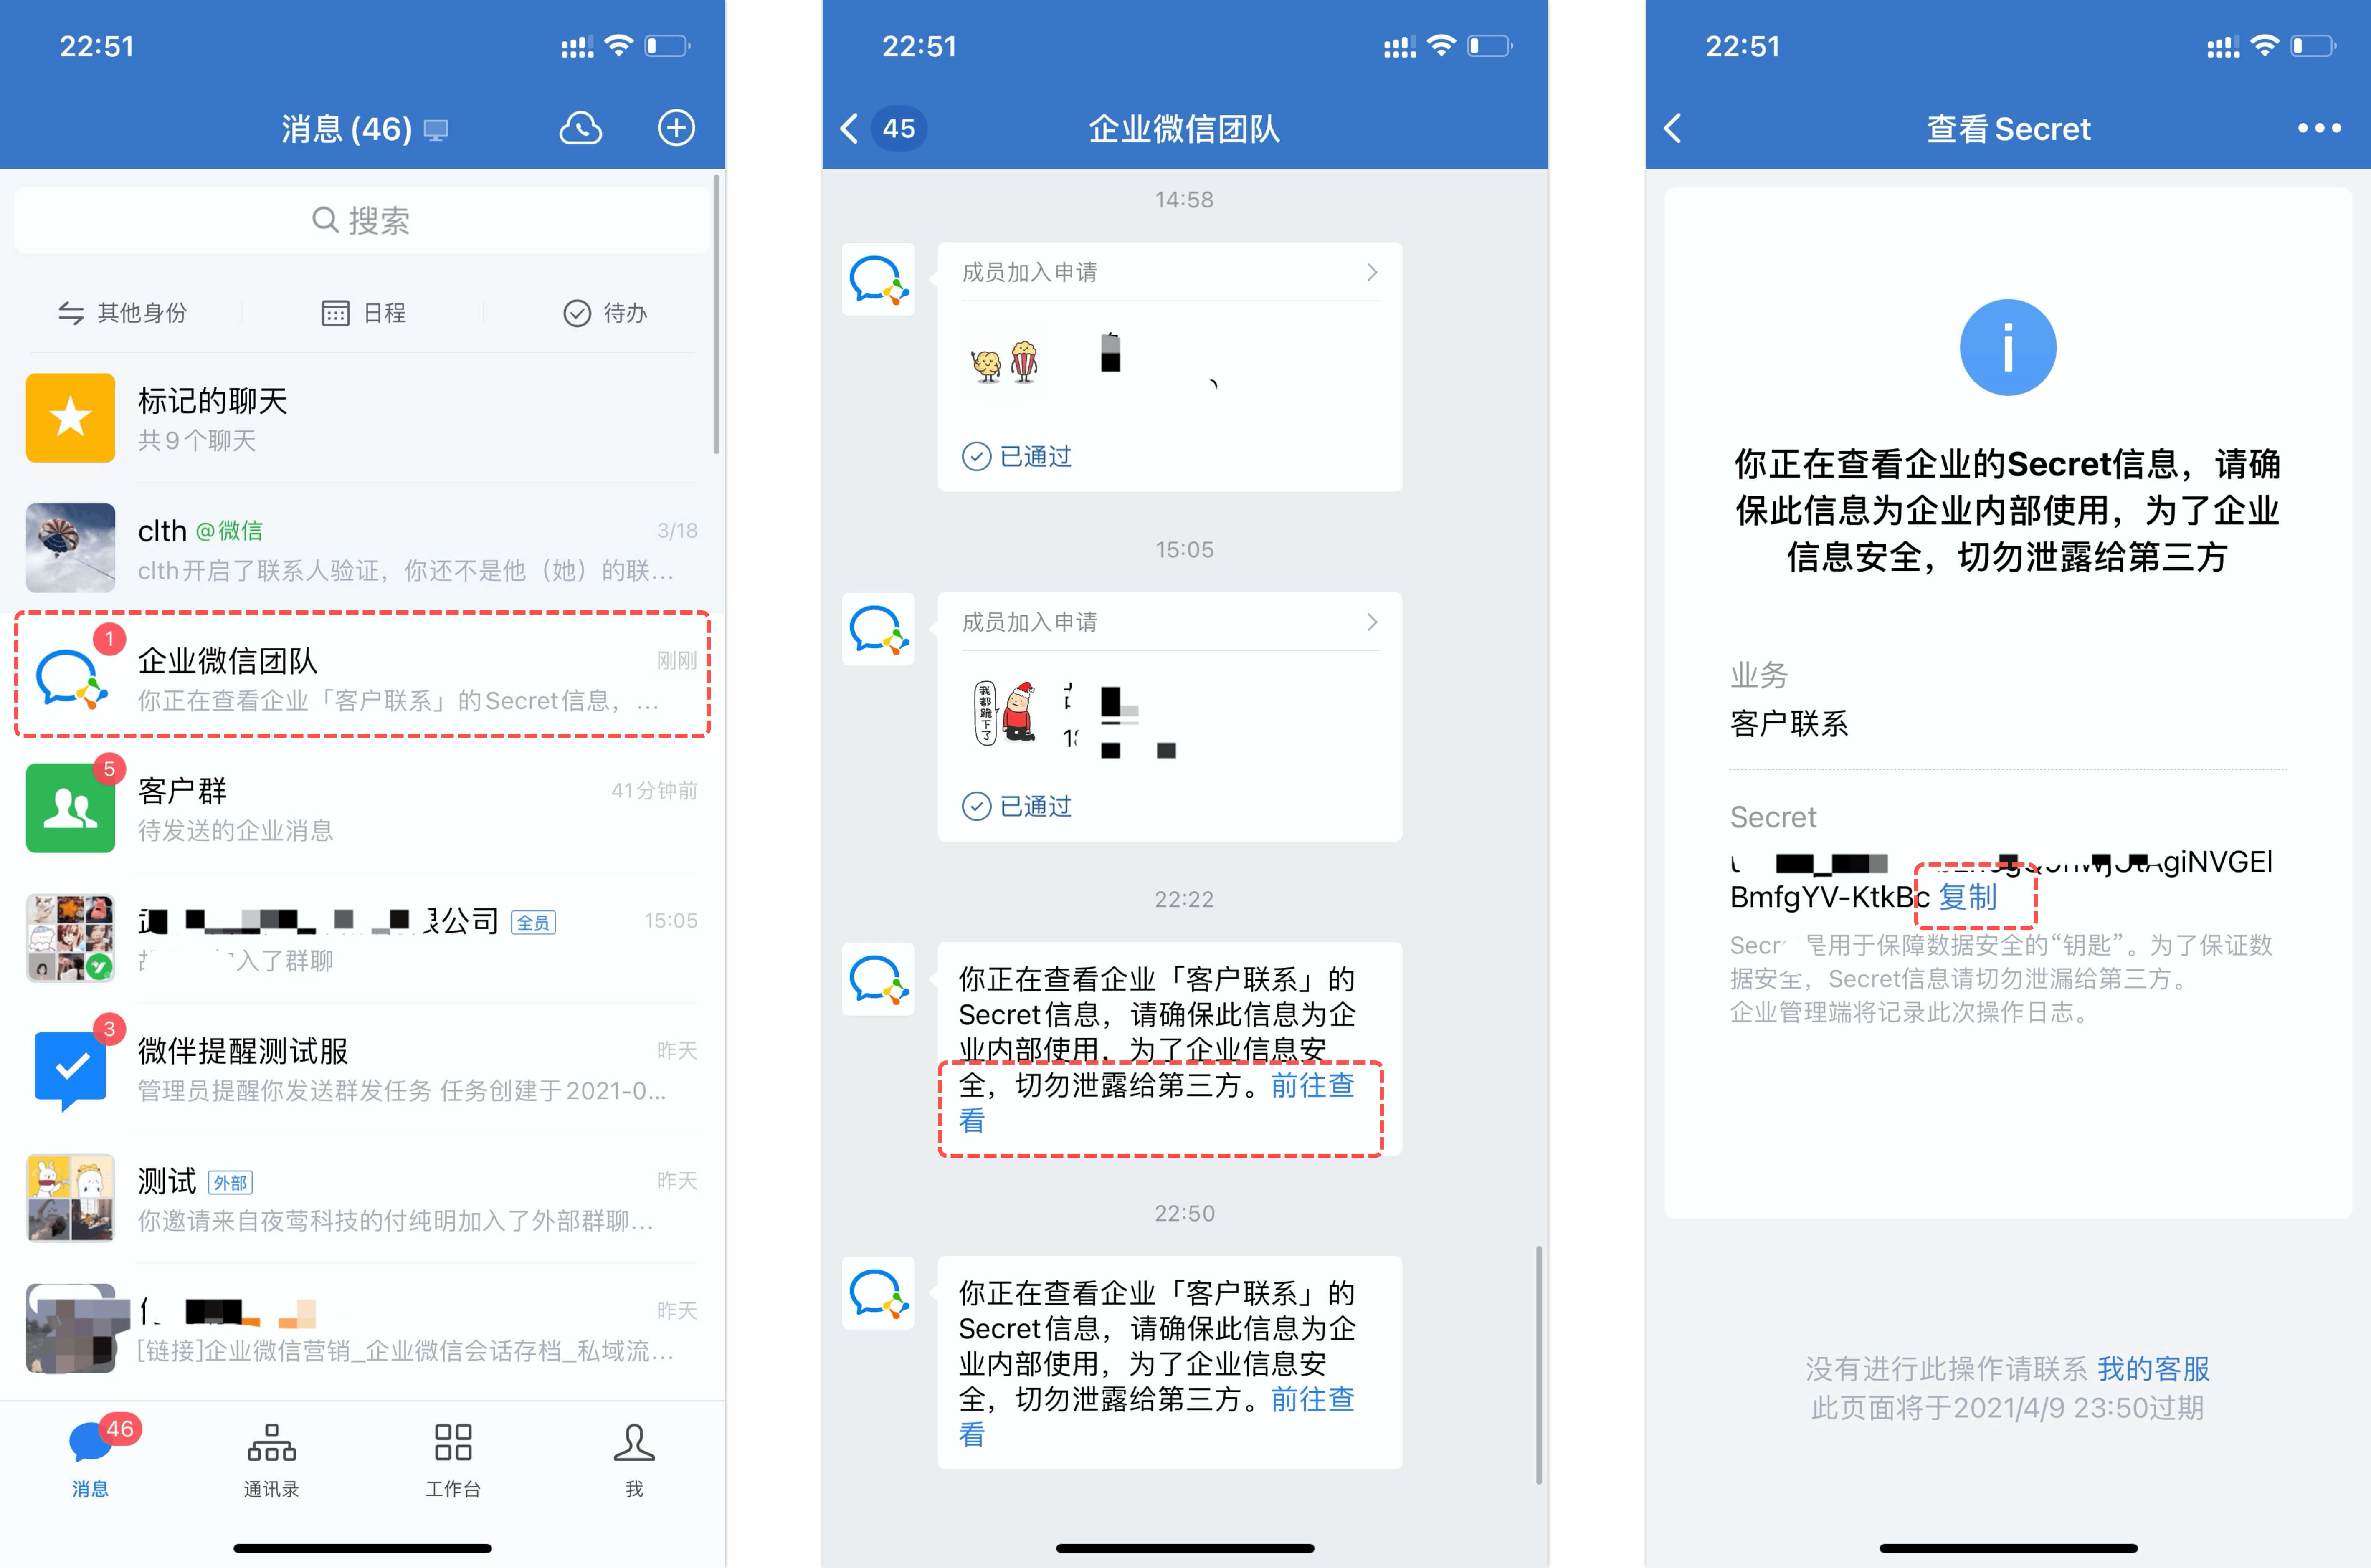 22:51
消息(46)
搜索
其他身份
日程
待办
标记的聊天
共9个聊天
clth @微信
3/18
clth开启了联系人验证，你还不是他（她）的联...
1
企业微信团队
刚刚
你正在查看企业「客户联系」的Secret信息，...
5
客户群
41分钟前
待发送的企业消息
公司 全员
15:05
入了群聊
3
微伴提醒测试服
昨天
管理员提醒你发送群发任务 任务创建于2021-0...
测试 外部
昨天
你邀请来自夜莺科技的付纯明加入了外部群聊...
昨天
[链接]企业微信营销_企业微信会话存档_私域流...
46
消息
通讯录
工作台
我
22:51
45
企业微信团队
14:58
成员加入申请
已通过
15:05
成员加入申请
我都跪下了
已通过
22:22
你正在查看企业「客户联系」的
Secret信息，请确保此信息为企
业内部使用，为了企业信息安
全，切勿泄露给第三方。前往查
看
22:50
你正在查看企业「客户联系」的
Secret信息，请确保此信息为企
业内部使用，为了企业信息安
全，切勿泄露给第三方。前往查
看
22:51
查看Secret
你正在查看企业的Secret信息，请确
保此信息为企业内部使用，为了企业
信息安全，切勿泄露给第三方
业务
客户联系
Secret
AgiNVGEl
BmfgYV-KtkBc 复制
是用于保障数据安全的“钥匙”。为了保证数
据安全，Secret信息请切勿泄漏给第三方。
企业管理端将记录此次操作日志。
没有进行此操作请联系 我的客服
此页面将于2021/4/9 23:50过期